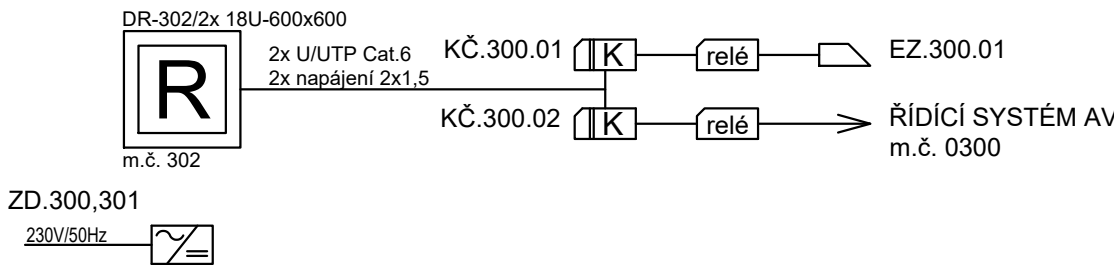 DR-302/2x 18U-600x600
R
m.č. 302
2x U/UTP Cat.6
2x napájení 2x1,5
KČ.300.01
K
relé
EZ.300.01
KČ.300.02
K
relé
ŘÍDÍCÍ SYSTÉM AV
m.č. 0300
ZD.300,301
230V/50Hz